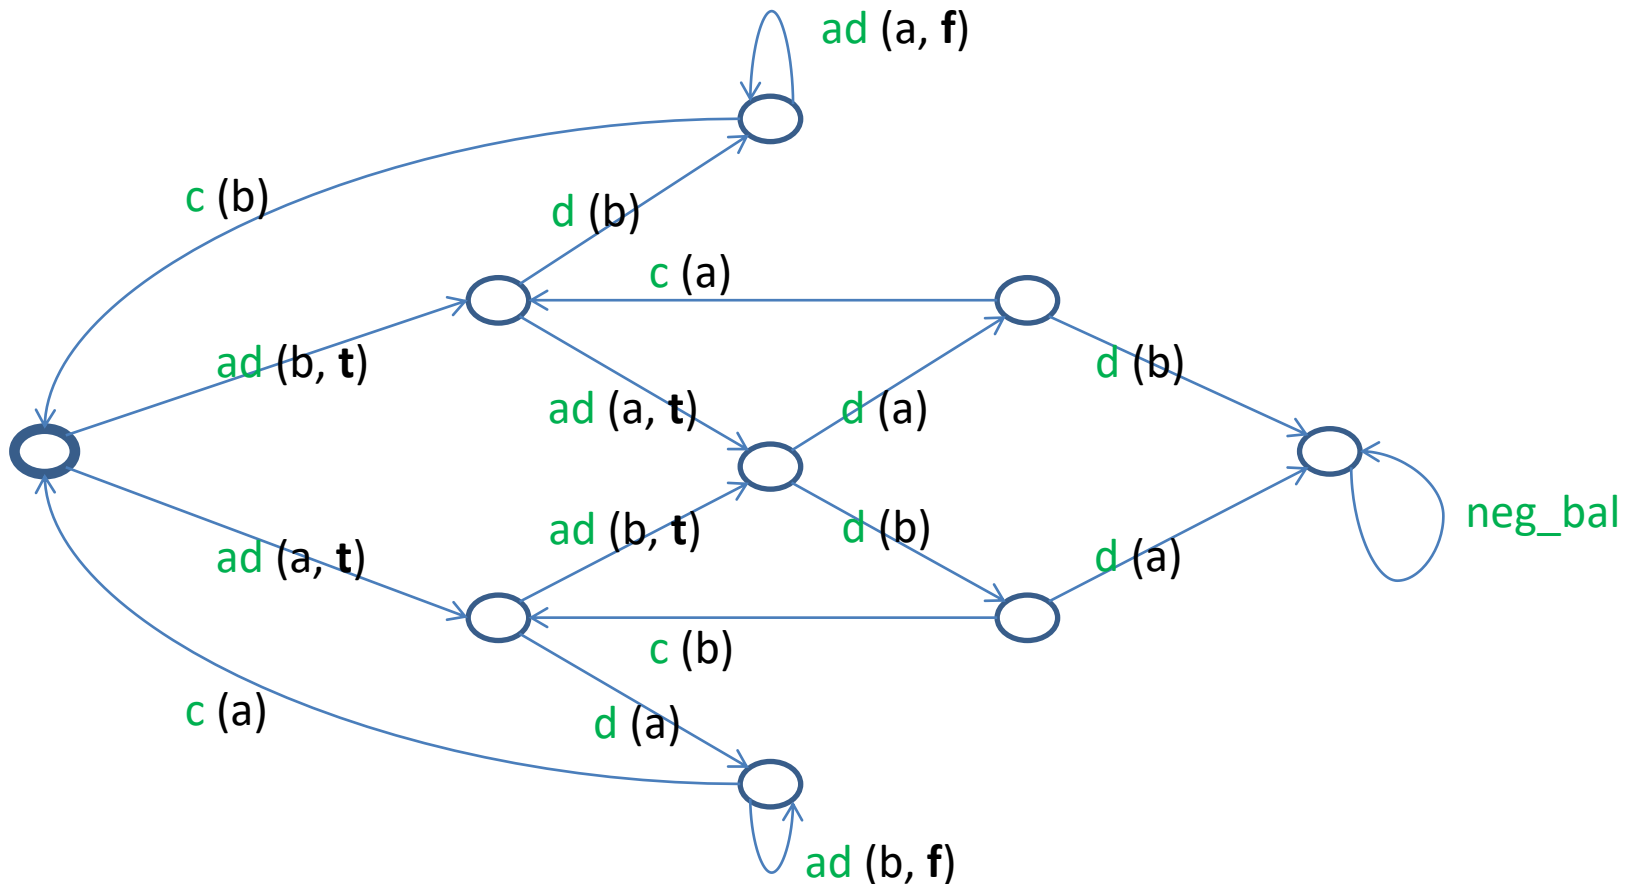 ad (a, f)
c (b)
d (b)
c (a)
ad (b, t)
d (b)
ad (a, t)
d (a)
neg_bal
ad (b, t)
d (b)
ad (a, t)
d (a)
c (b)
c (a)
d (a)
ad (b, f)